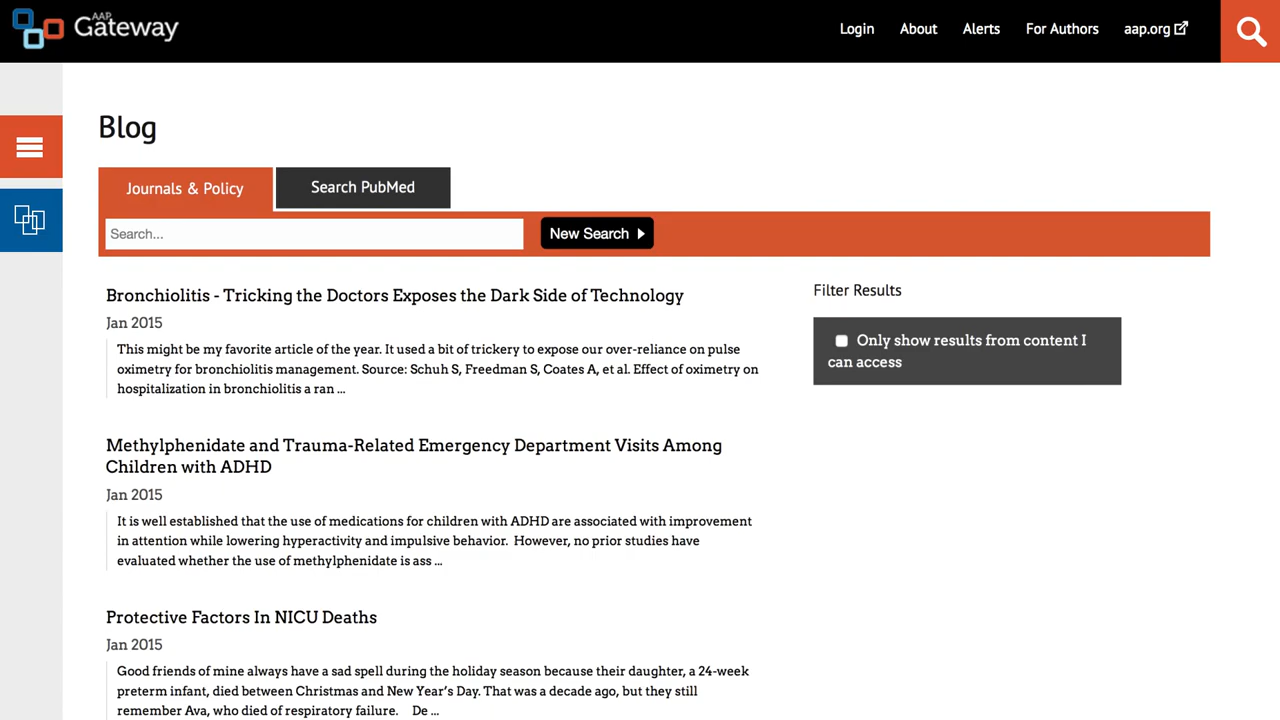 AAP
Gateway
Login About Alerts For Authors aap.org
Blog
Journals & Policy Search PubMed
Search... New Search
Bronchiolitis - Tricking the Doctors Exposes the Dark Side of Technology
Jan 2015
This might be my favorite article of the year. It used a bit of trickery to expose our over-reliance on pulse
oximetry for bronchiolitis management. Source: Schuh S, Freedman S, Coates A, et al. Effect of oximetry on
hospitalization in bronchiolitis a ran ...
Filter Results
Only show results from content I
can access
Methylphenidate and Trauma-Related Emergency Department Visits Among
Children with ADHD
Jan 2015
It is well established that the use of medications for children with ADHD are associated with improvement
in attention while lowering hyperactivity and impulsive behavior.  However, no prior studies have
evaluated whether the use of methylphenidate is ass ...
Protective Factors In NICU Deaths
Jan 2015
Good friends of mine always have a sad spell during the holiday season because their daughter, a 24-week
preterm infant, died between Christmas and New Year’s Day. That was a decade ago, but they still
remember Ava, who died of respiratory failure.    De ...